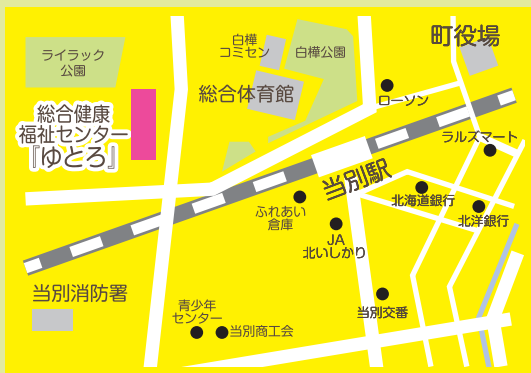 ライラック
公園
白樺
コミセン
白樺公園
町役場
総合健康
福祉センター
『ゆとろ』
総合体育館
ローソン
ラルズマート
当別駅
ふれあい
倉庫
北海道銀行
北洋銀行
JA
北いしかり
当別消防署
青少年
センター
当別商工会
当別交番